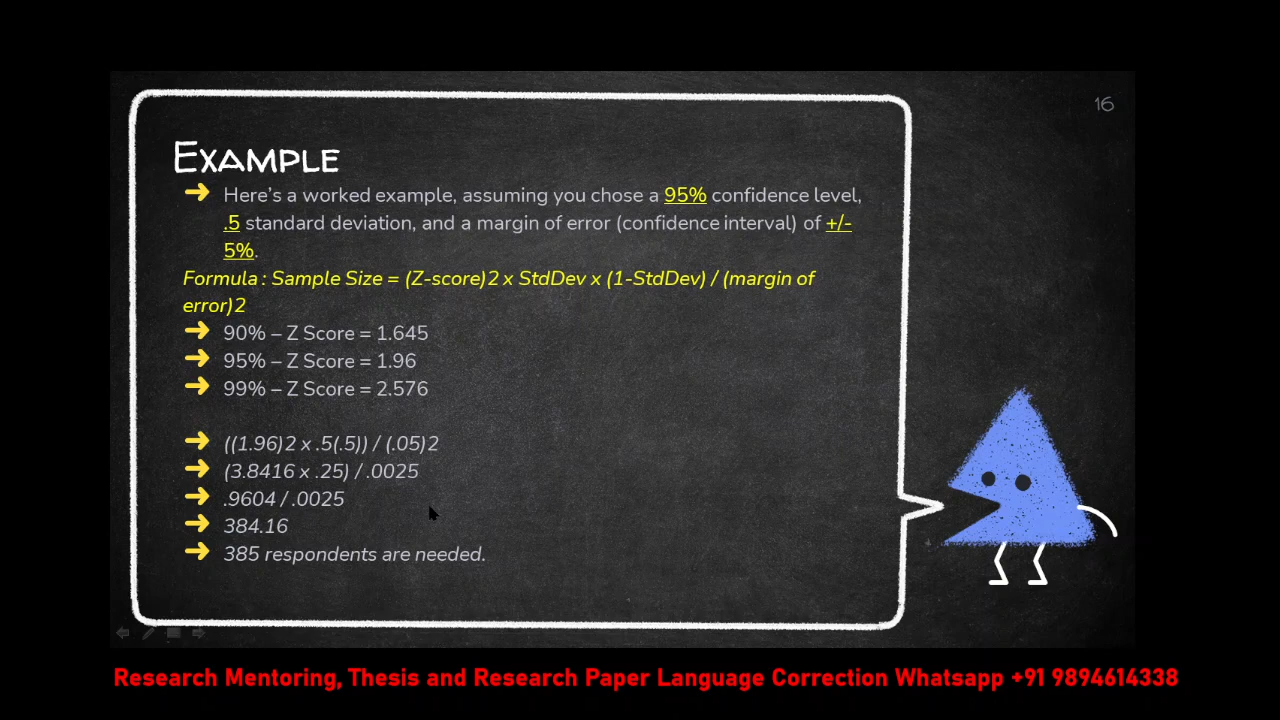 16
Example
Here's a worked example, assuming you chose a 95% confidence level,
.5 standard deviation, and a margin of error (confidence interval) of +/-
5%.
Formula : Sample Size = (Z-score)2 x StdDev x (1-StdDev) / (margin of
error)2
90% – Z Score = 1.645
95% – Z Score = 1.96
99% – Z Score = 2.576
((1.96)2 x .5(.5)) / (.05)2
(3.8416 x .25) / .0025
.9604 / .0025
384.16
385 respondents are needed.
Research Mentoring, Thesis and Research Paper Language Correction Whatsapp +91 9894614338